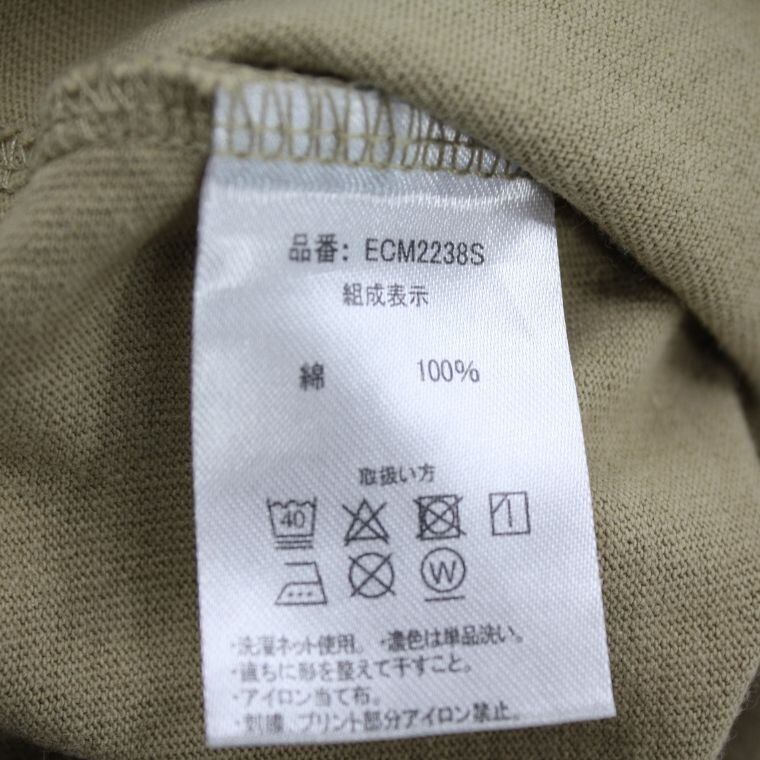 品番: ECM2238S
組成表示
綿 100%
取扱い方
40
W
・洗濯ネット使用。 ・濃色は単品洗い。
・直ちに形を整えて干すこと。
・アイロン当て布。
・刺繍、プリント部分アイロン禁止。